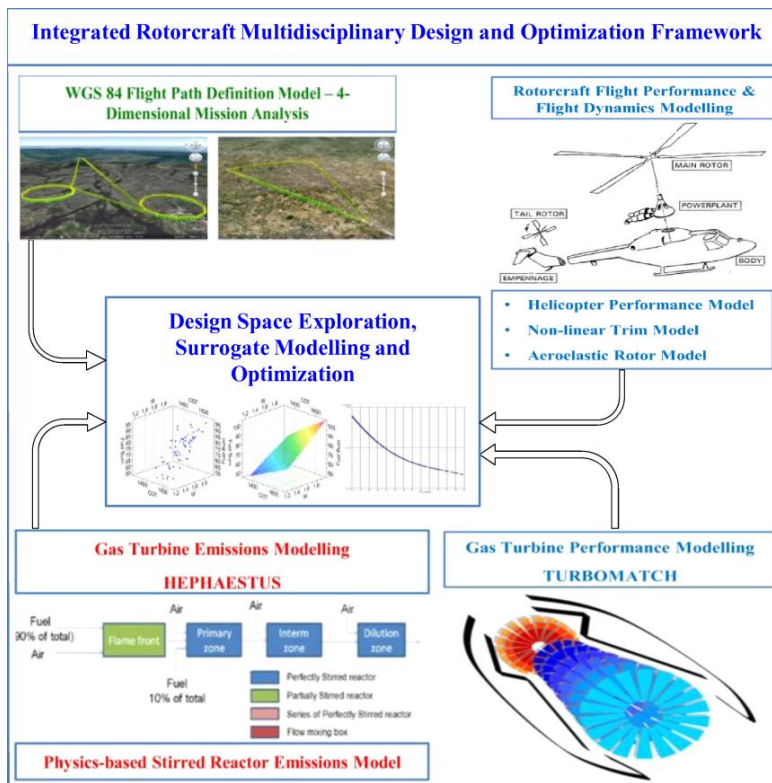 Integrated Rotorcraft Multidisciplinary Design and Optimization Framework
WGS 84 Flight Path Definition Model – 4-
Dimensional Mission Analysis
Rotorcraft Flight Performance &
Flight Dynamics Modelling
MAIN ROTOR
POWERPLANT
TAIL ROTOR
EMPENNAGE
BODY
• Helicopter Performance Model
• Non-linear Trim Model
• Aeroelastic Rotor Model
Design Space Exploration,
Surrogate Modelling and
Optimization
Gas Turbine Emissions Modelling
HEPHAESTUS
Fuel
90% of total)
Air
Flame front
Air
Primary
zone
Fuel
10% of total
Air
Interm
zone
Air
Dilution
zone
Perfectly Stirred reactor
Partially Stirred reactor
Series of Perfectly Stirred reactor
Flow mixing box
Physics-based Stirred Reactor Emissions Model
Gas Turbine Performance Modelling
TURBOMATCH